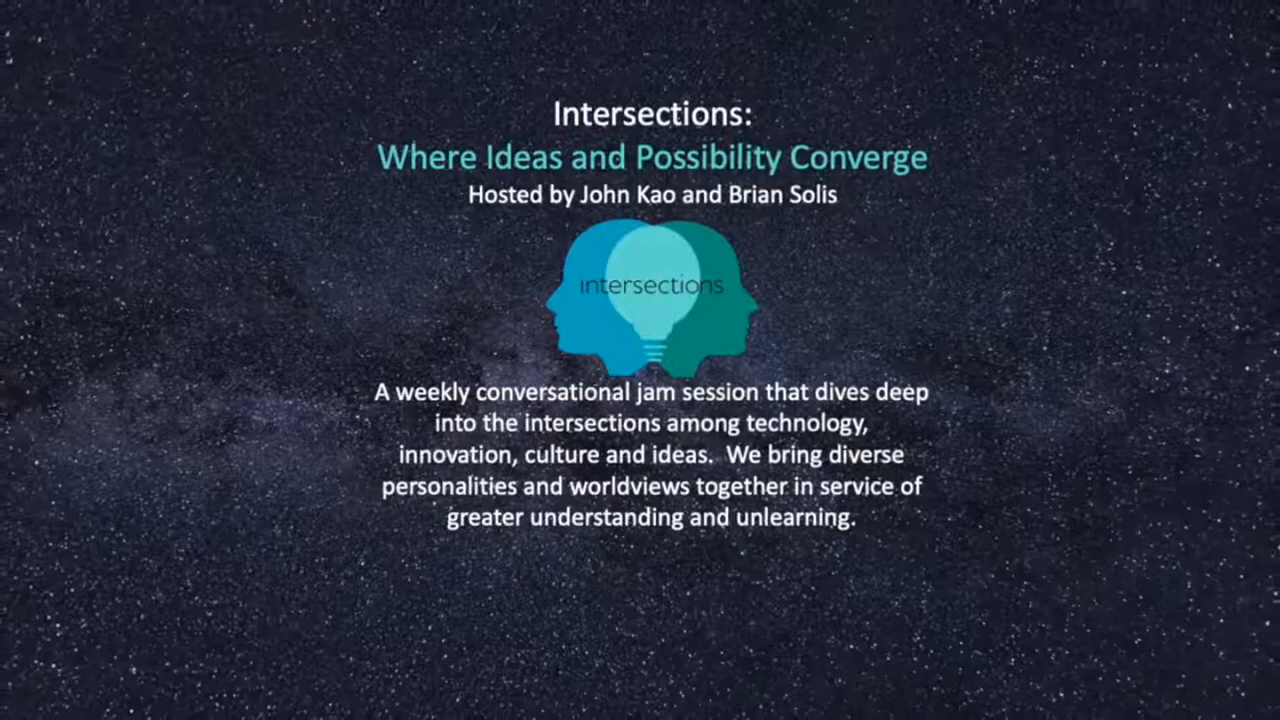 Intersections:
Where Ideas and Possibility Converge
Hosted by John Kao and Brian Solis
intersections
A weekly conversational jam session that dives deep
into the intersections among technology,
innovation, culture and ideas.  We bring diverse
personalities and worldviews together in service of
greater understanding and unlearning.